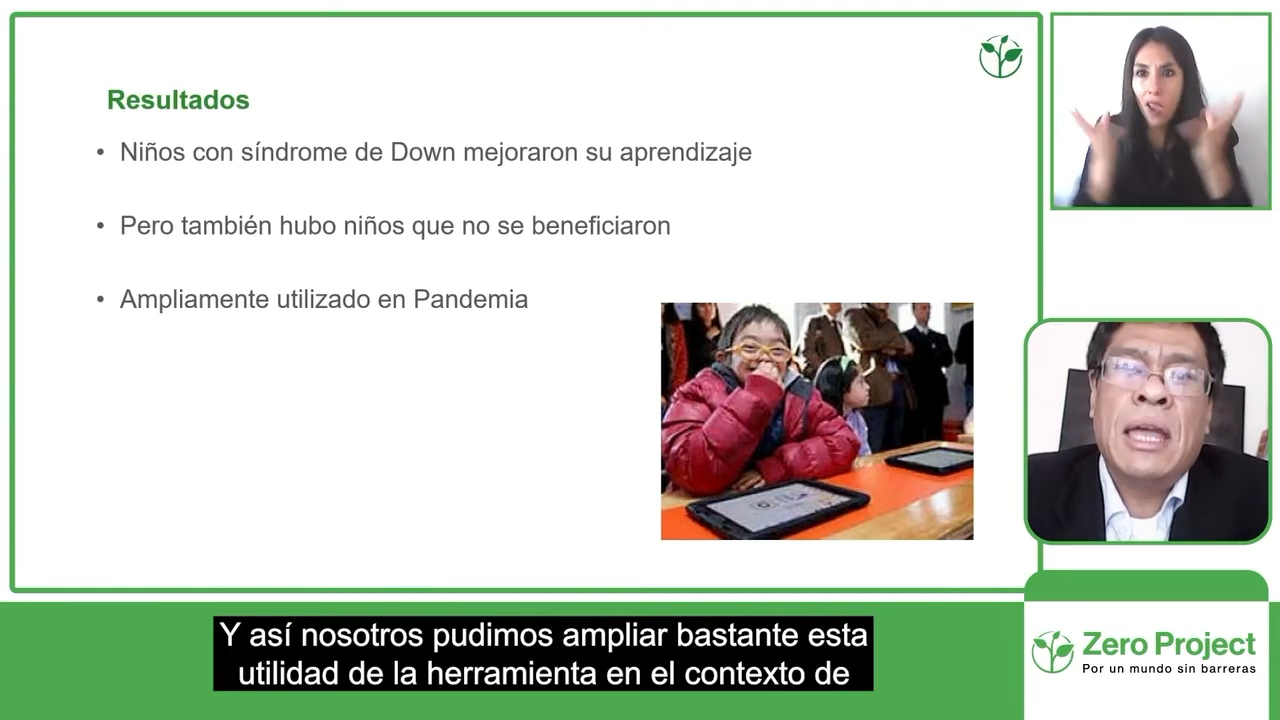 Resultados
• Niños con síndrome de Down mejoraron su aprendizaje
• Pero también hubo niños que no se beneficiaron
• Ampliamente utilizado en Pandemia
Y así nosotros pudimos ampliar bastante esta
utilidad de la herramienta en el contexto de
Zero Project
Por un mundo sin barreras